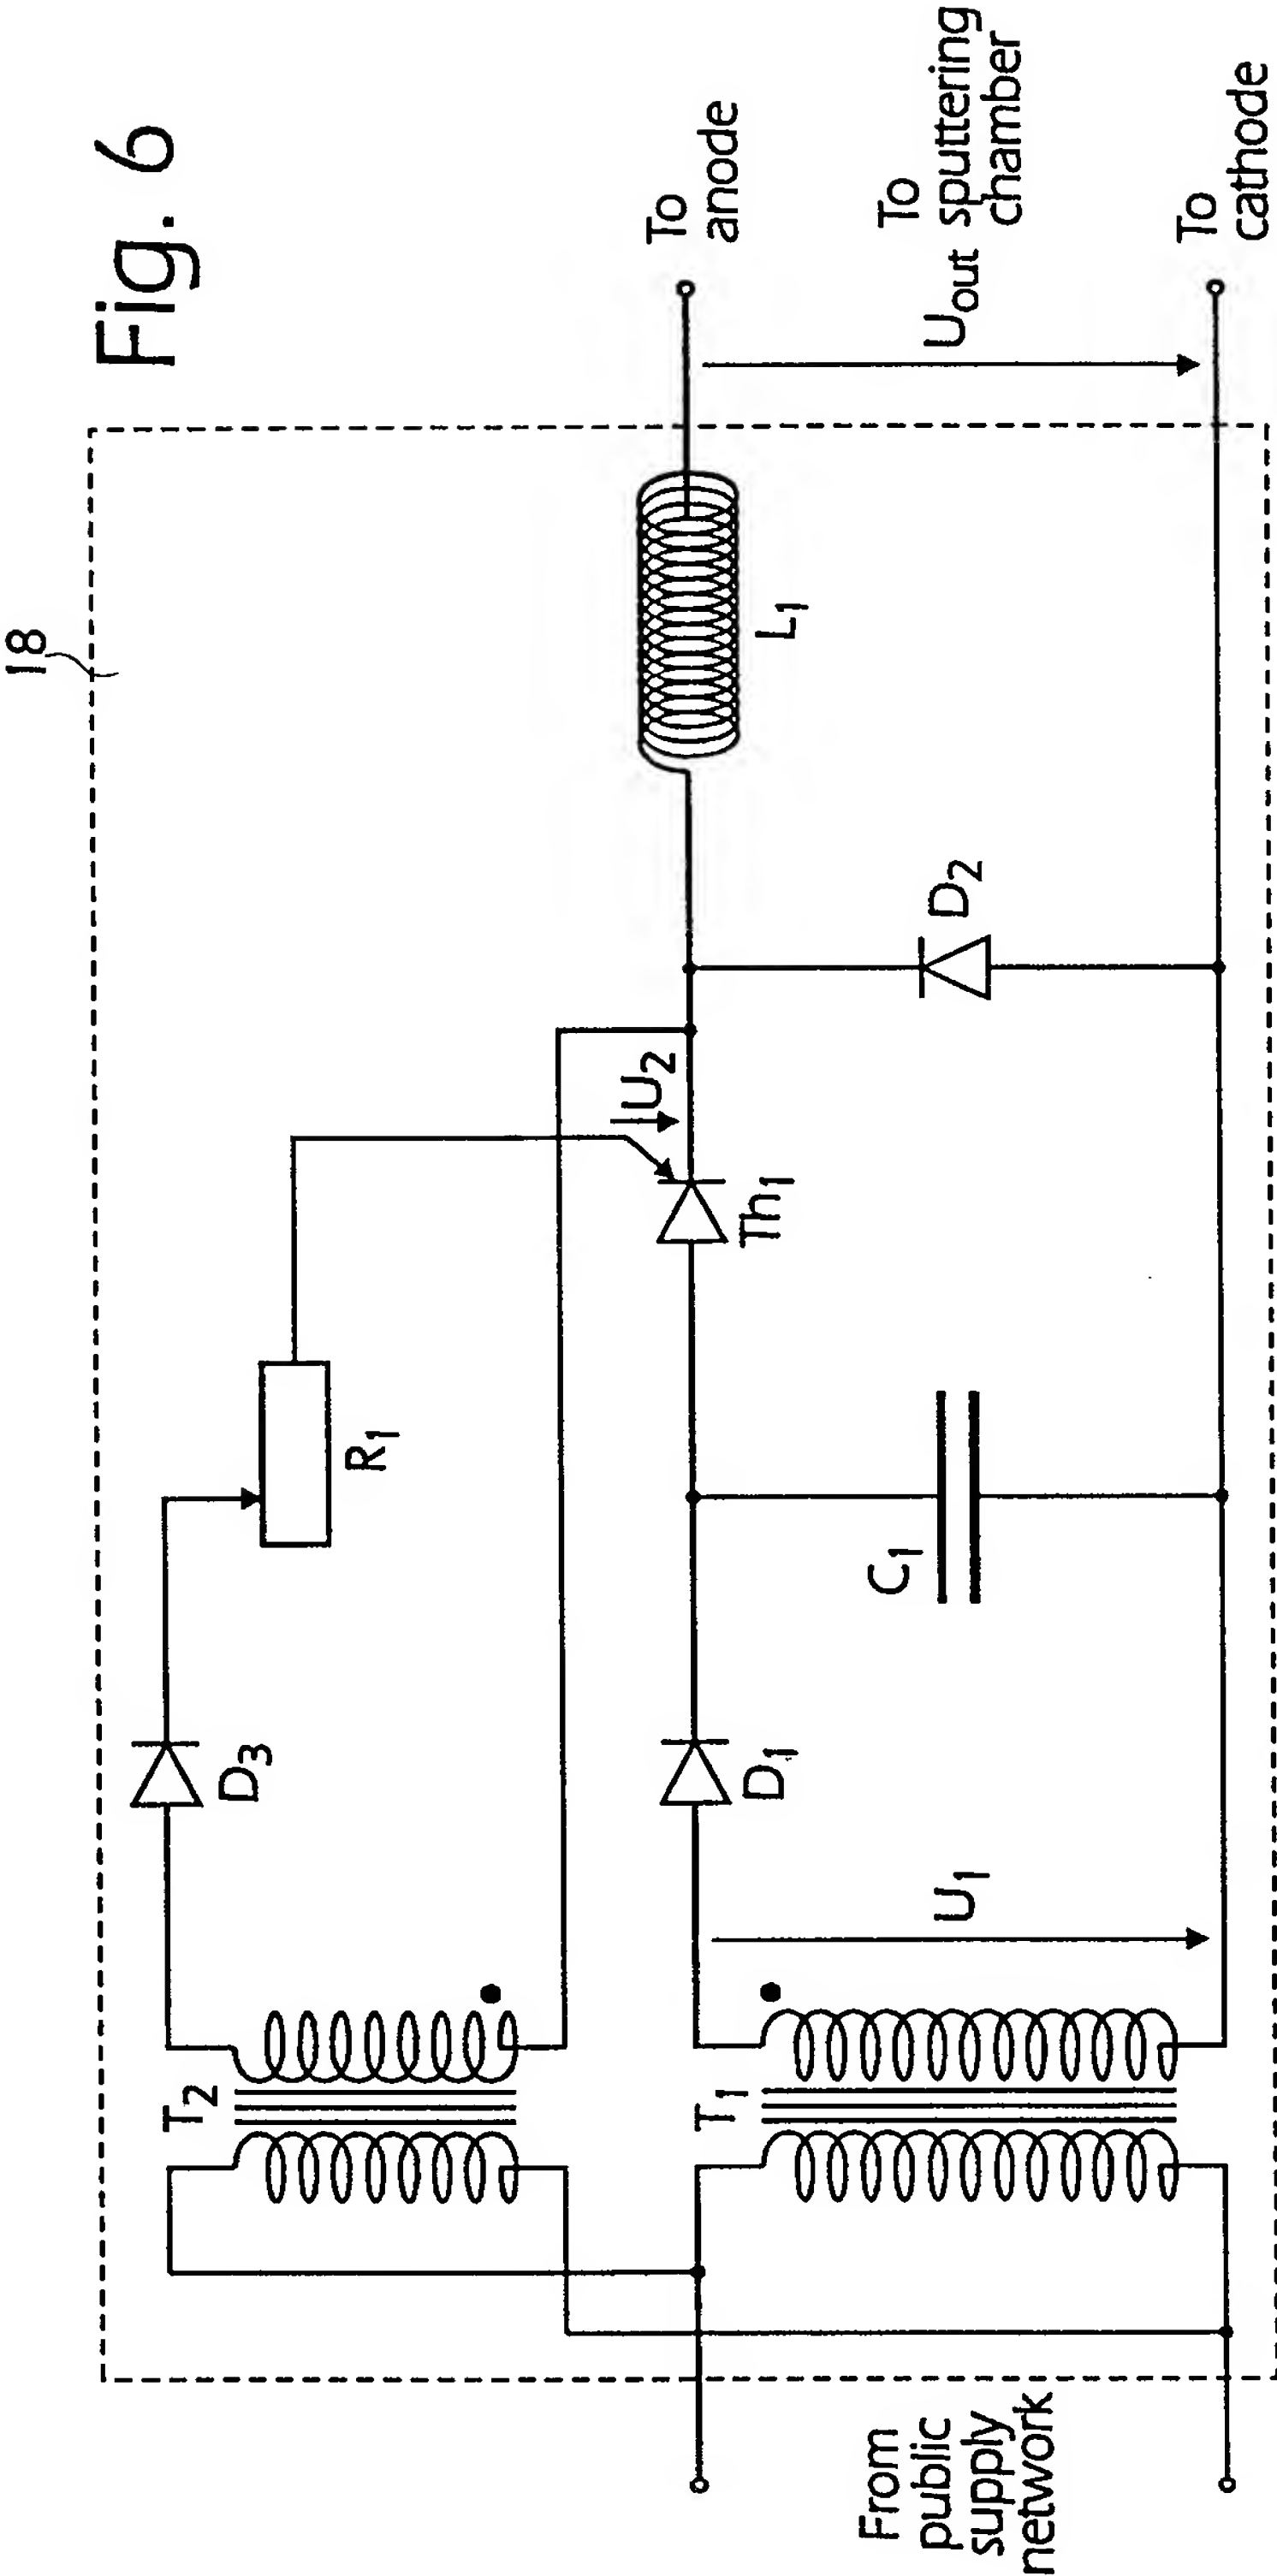 Fig. 6
18
T2
D3
R1
U2
Th1
L1
To
anode
T1
D1
U1
C1
D2
Uout
To
sputtering
chamber
To
cathode
From
public
supply
network